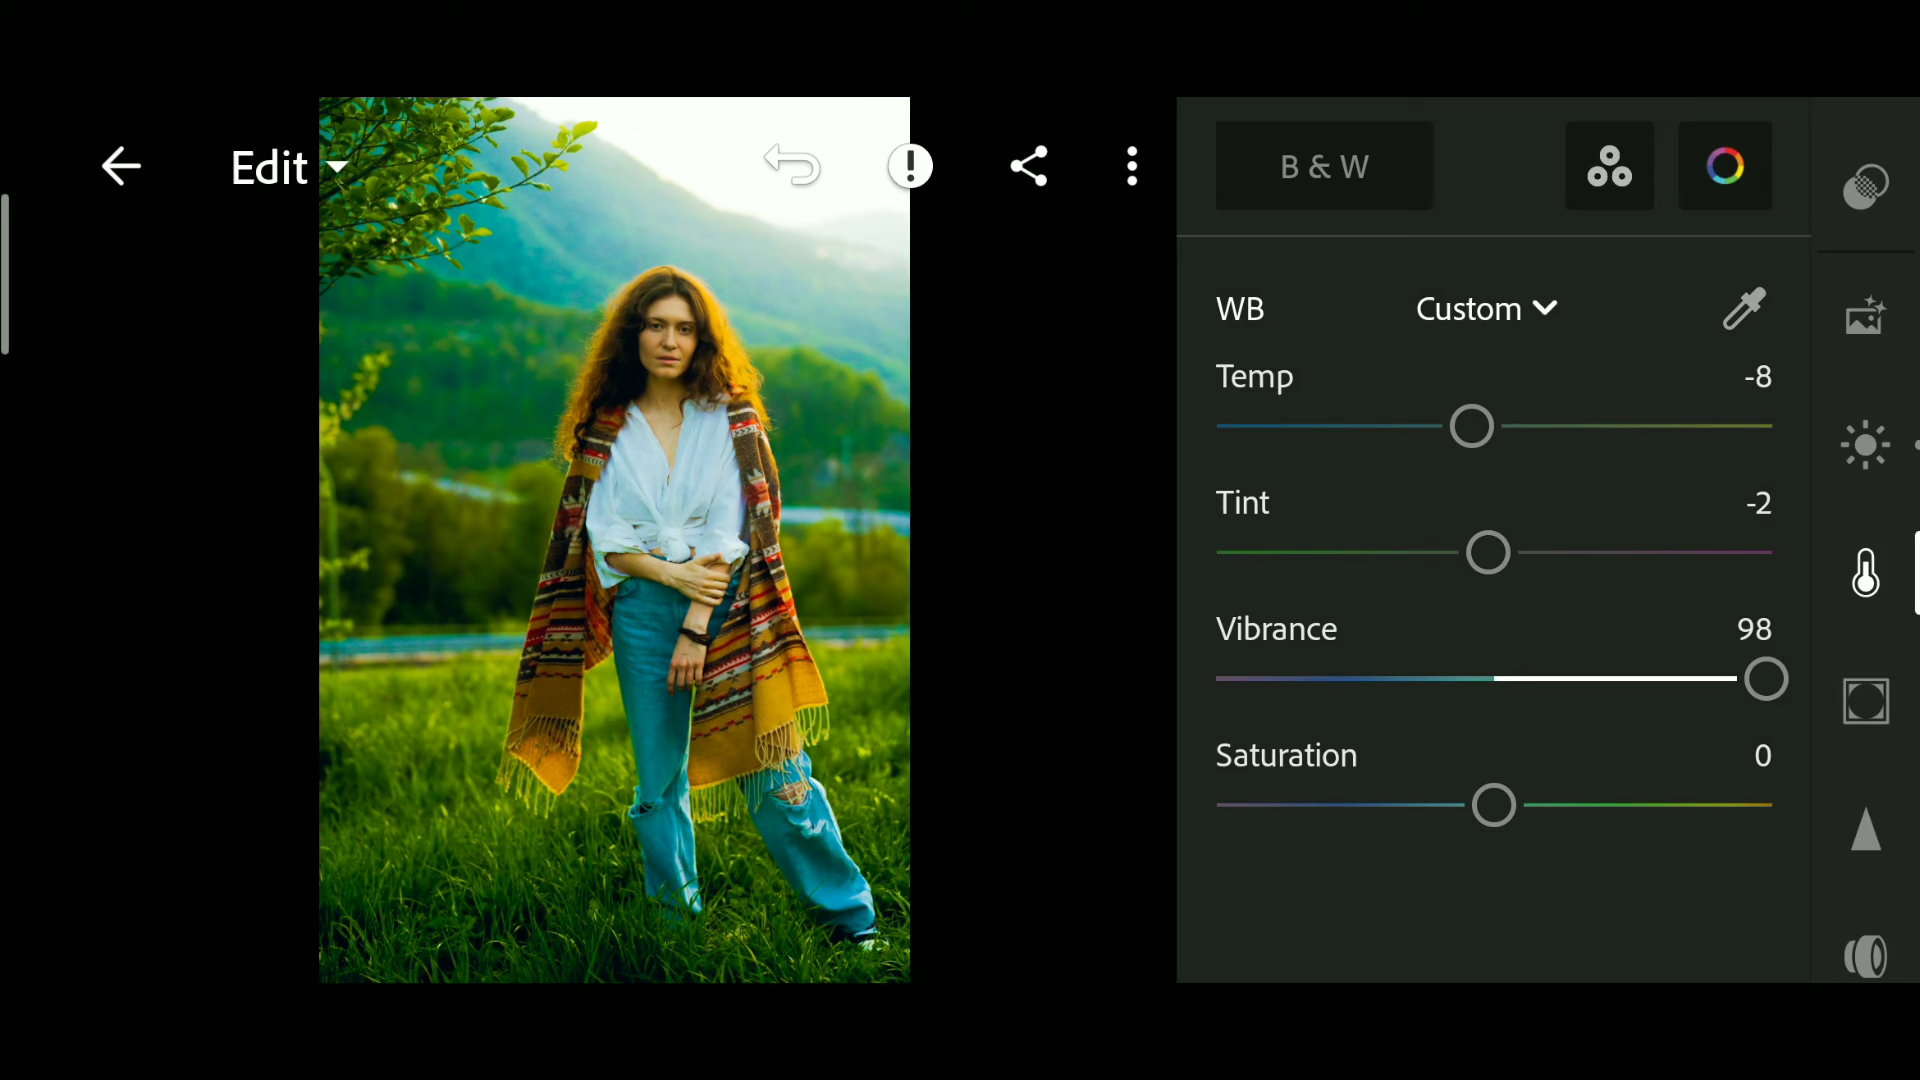 Edit
B & W
WB Custom
Temp -8
Tint -2
Vibrance 98
Saturation 0